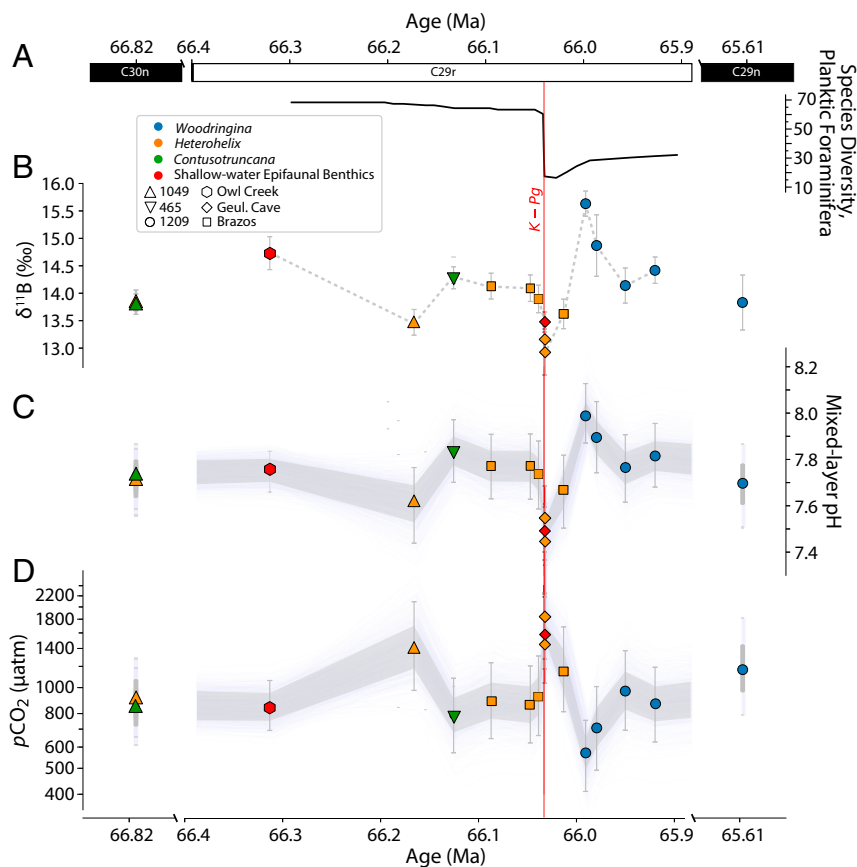 Age (Ma)
66.82 66.4 66.3 66.2 66.1 66.0 65.9 65.61
A
C30n C29r C29n
Species Diversity,
Planktic Foraminifera
70
50
30
10
Woodringina
Heterohelix
Contusotruncana
Shallow-water Epifaunal Benthics
1049 Owl Creek
465 Geul. Cave
1209 Brazos
K – Pg
B
δ¹¹B (‰)
16.0
15.0
15.0
14.5
14.0
13.5
13.0
C
Mixed-layer pH
8.2
8.0
7.8
7.6
7.4
D
pCO₂ (µatm)
2200
1800
1400
1000
800
600
500
400
66.82 66.4 66.3 66.2 66.1 66.0 65.9 65.61
Age (Ma)